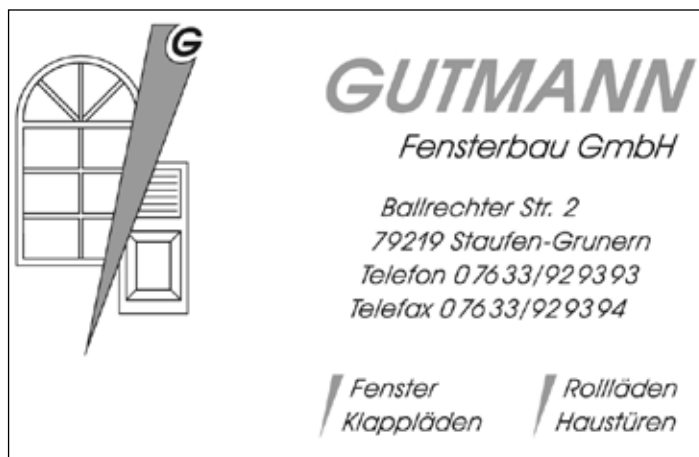 G
GUTMANN
Fensterbau GmbH
Ballrechter Str. 2
79219 Staufen-Grunern
Telefon 07633/929393
Telefax 07633/929394
Fenster
Klappläden
Rollläden
Haustüren